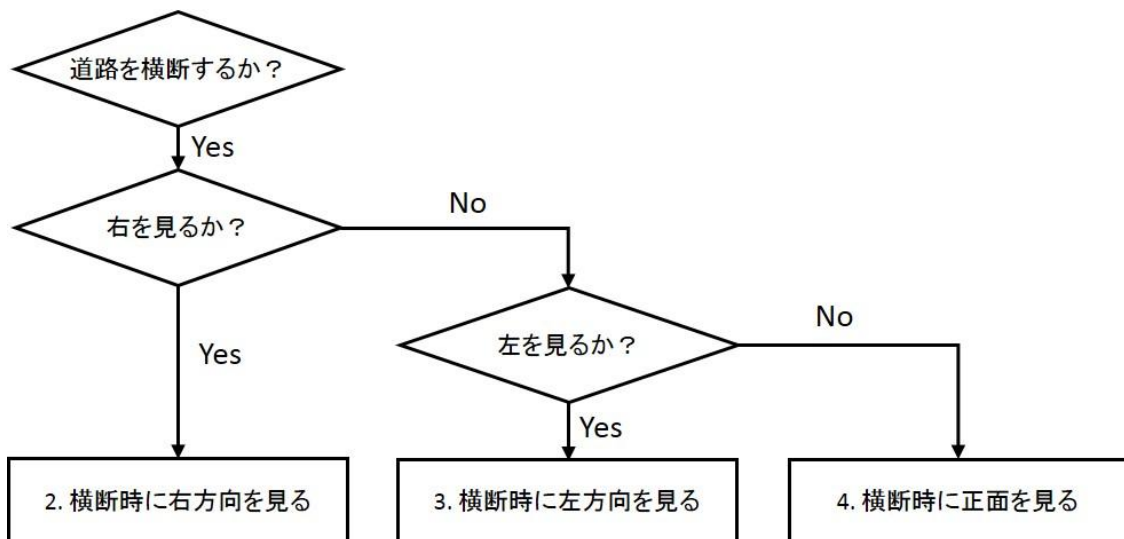 道路を横断するか？
Yes
右を見るか？
No
左を見るか？
No
Yes
Yes
2. 横断時に右方向を見る
3. 横断時に左方向を見る
4. 横断時に正面を見る